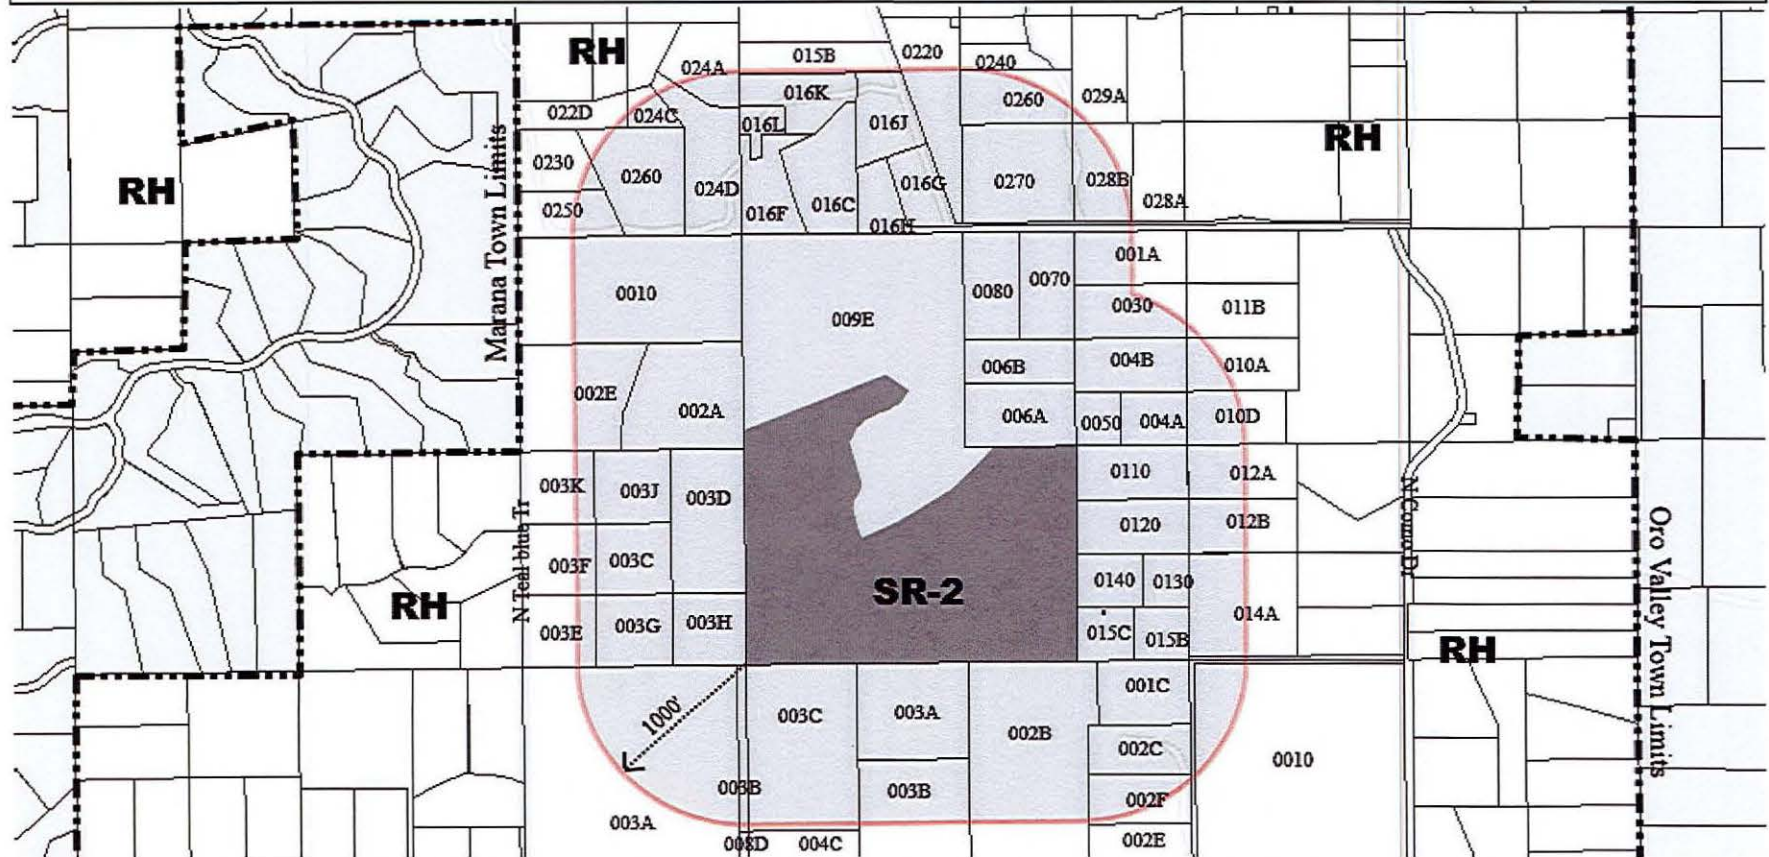 RH
015B
0220
024A
0240
016K
0260
029A
022D
024C
016L
016J
RH
0230
0260
024D
016C
016G
0270
028B
RH
0250
016F
016H
028A
Marana Town Limits
001A
0010
0080
0070
009E
0030
011B
006B
004B
010A
002E
002A
006A
0050
004A
010D
003K
003J
003D
0110
012A
N Teal blue Tr
0120
012B
003F
003C
SR-2
0140
0130
RH
003E
003G
003H
015C
015B
014A
RH
Oro Valley Town Limits
001C
1000'
003C
003A
002B
002C
0010
003B
003B
002F
003A
008D
004C
002E